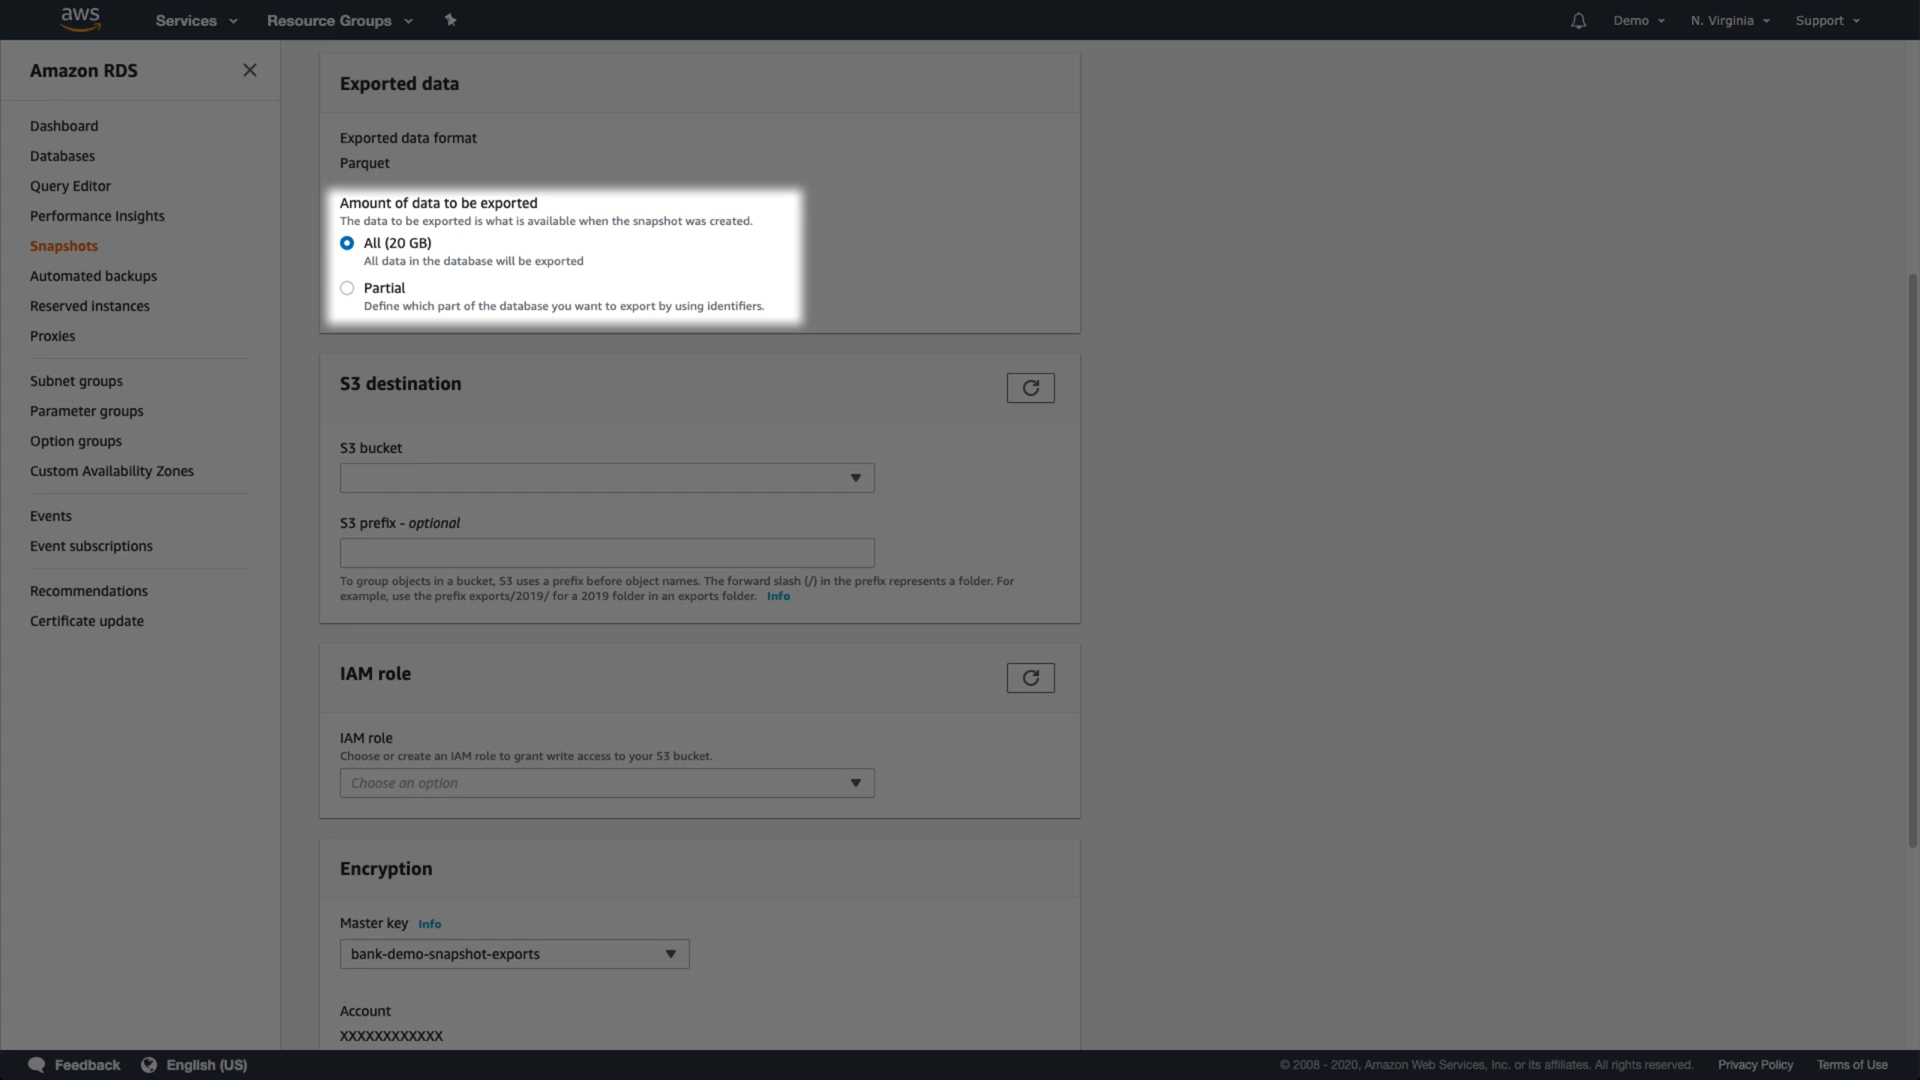 aws
Services
Resource Groups
Demo
N. Virginia
Support
Amazon RDS
Dashboard
Databases
Query Editor
Performance Insights
Snapshots
Automated backups
Reserved instances
Proxies
Subnet groups
Parameter groups
Option groups
Custom Availability Zones
Events
Event subscriptions
Recommendations
Certificate update
Exported data
Exported data format
Parquet
Amount of data to be exported
The data to be exported is what is available when the snapshot was created.
All (20 GB)
All data in the database will be exported
Partial
Define which part of the database you want to export by using identifiers.
S3 destination
S3 bucket
S3 prefix - optional
To group objects in a bucket, S3 uses a prefix before object names. The forward slash (/) in the prefix represents a folder. For
example, use the prefix exports/2019/ for a 2019 folder in an exports folder. Info
IAM role
IAM role
Choose or create an IAM role to grant write access to your S3 bucket.
Choose an option
Encryption
Master key Info
bank-demo-snapshot-exports
Account
XXXXXXXXXXXX
Feedback
English (US)
© 2008 - 2020, Amazon Web Services, Inc. or its affiliates. All rights reserved.
Privacy Policy
Terms of Use